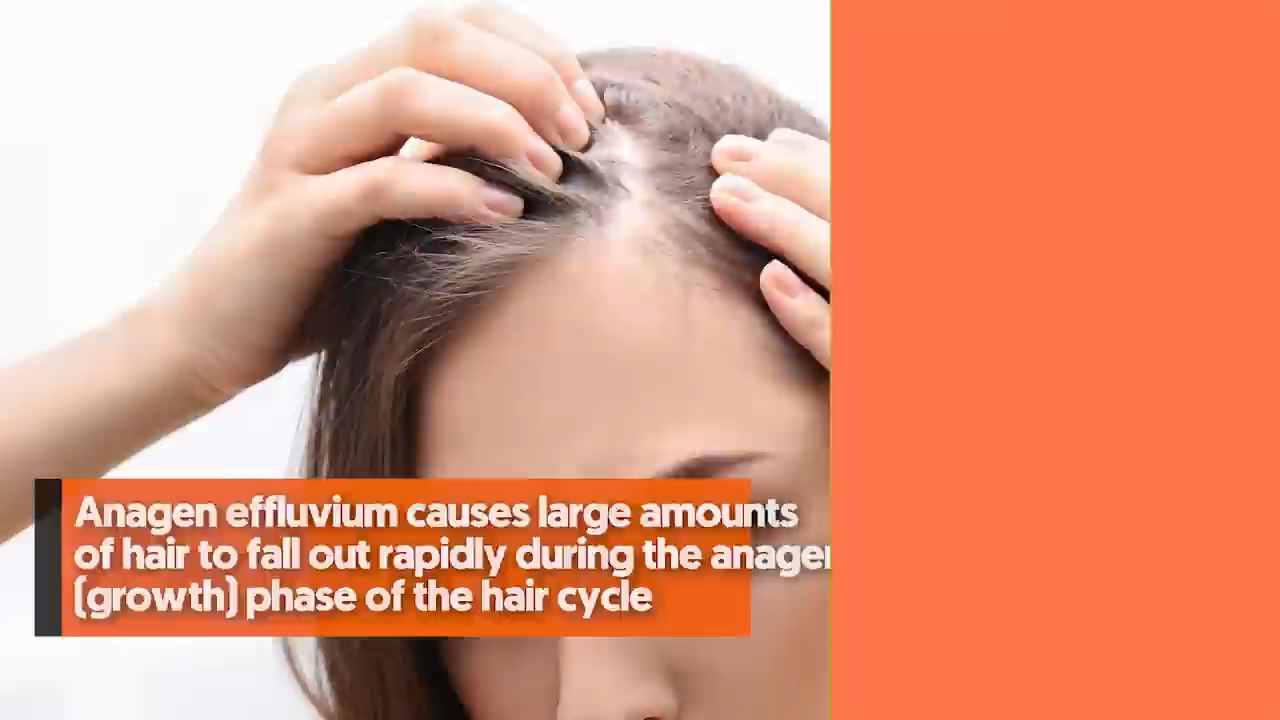 Anagen effluvium causes large amounts
of hair to fall out rapidly during the anagen
(growth) phase of the hair cycle